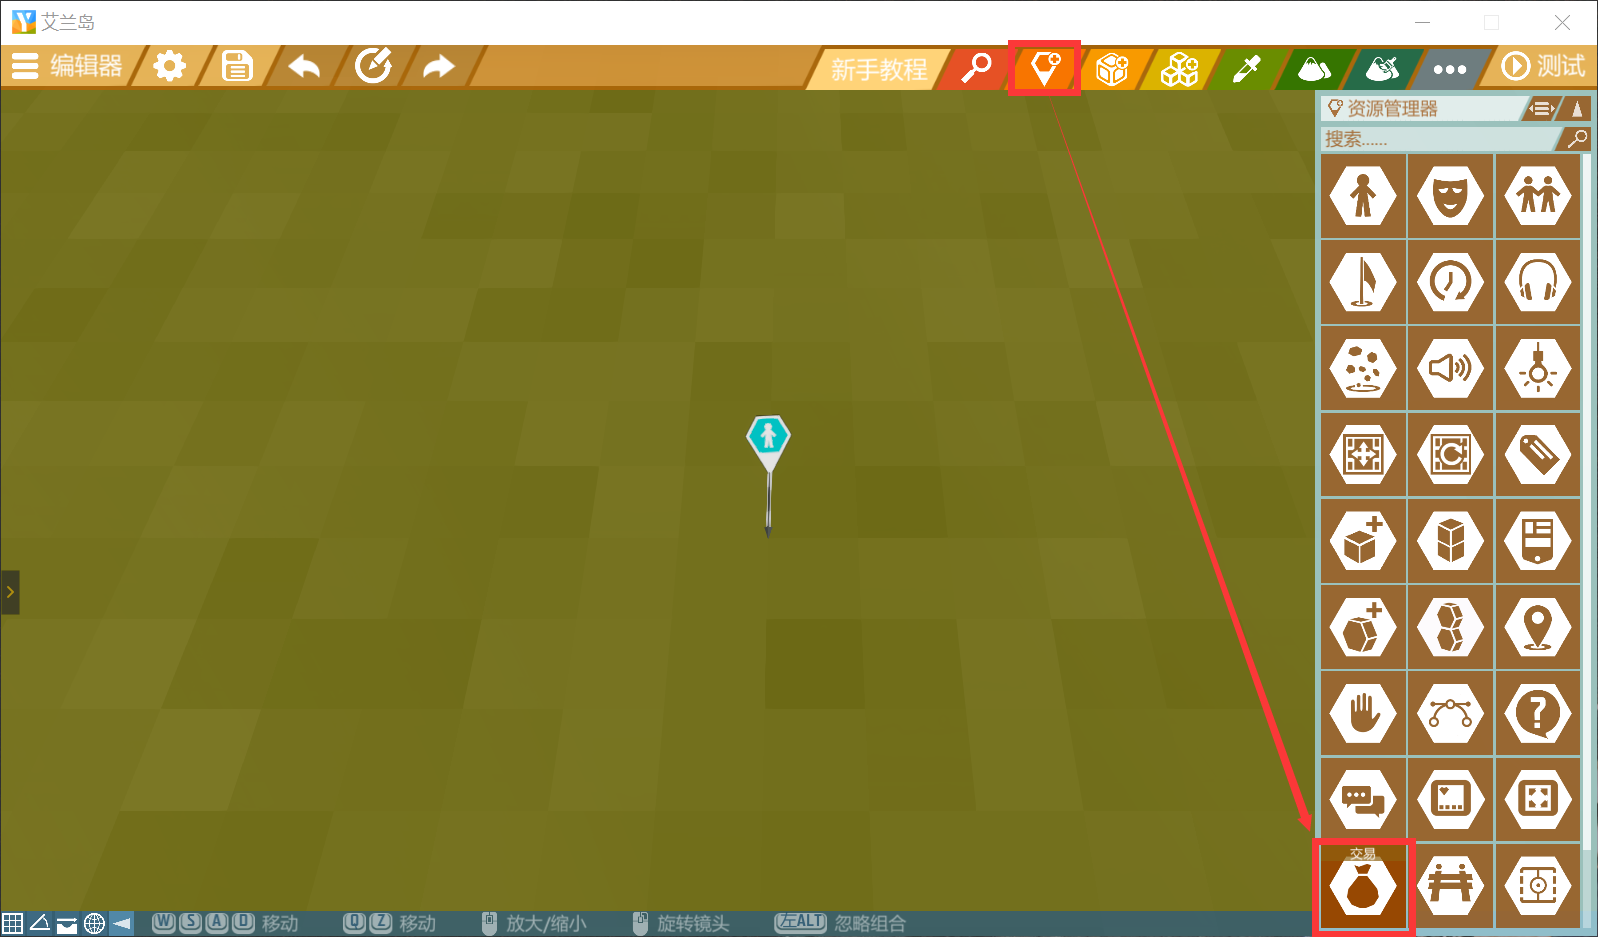 艾兰岛
编辑器
新手教程
测试
资源管理器
搜索......
交易
W S A D 移动
Q Z 移动
放大/缩小
旋转镜头
左ALT 忽略组合